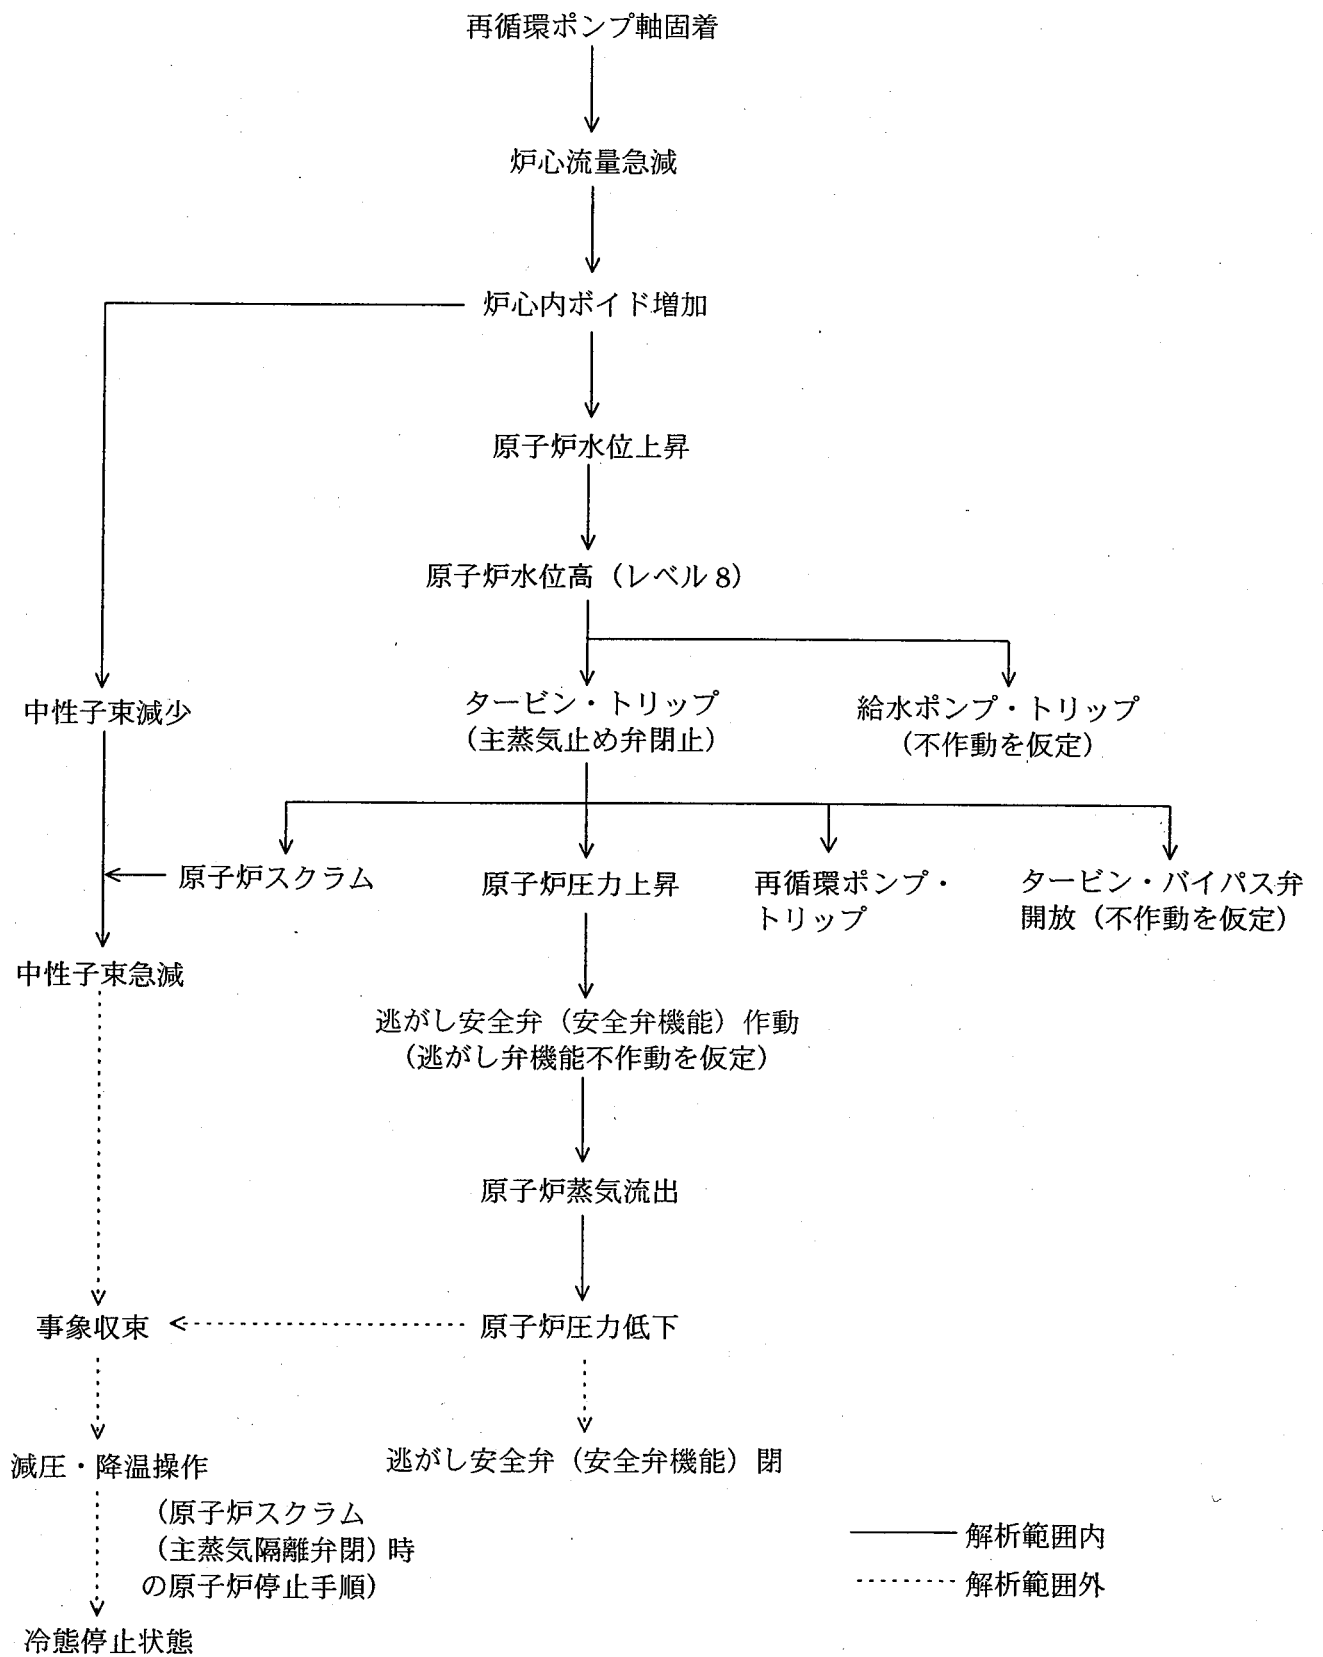 再循環ポンプ軸固着
炉心流量急減
炉心内ボイド増加
原子炉水位上昇
原子炉水位高（レベル8）
中性子束減少
タービン・トリップ
（主蒸気止め弁閉止）
給水ポンプ・トリップ
（不作動を仮定）
原子炉スクラム
原子炉圧力上昇
再循環ポンプ・
トリップ
タービン・バイパス弁
開放（不作動を仮定）
中性子束急減
逃がし安全弁（安全弁機能）作動
（逃がし弁機能不作動を仮定）
原子炉蒸気流出
事象収束
原子炉圧力低下
減圧・降温操作
逃がし安全弁（安全弁機能）閉
（原子炉スクラム
（主蒸気隔離弁閉）時
の原子炉停止手順）
解析範囲内
解析範囲外
冷態停止状態